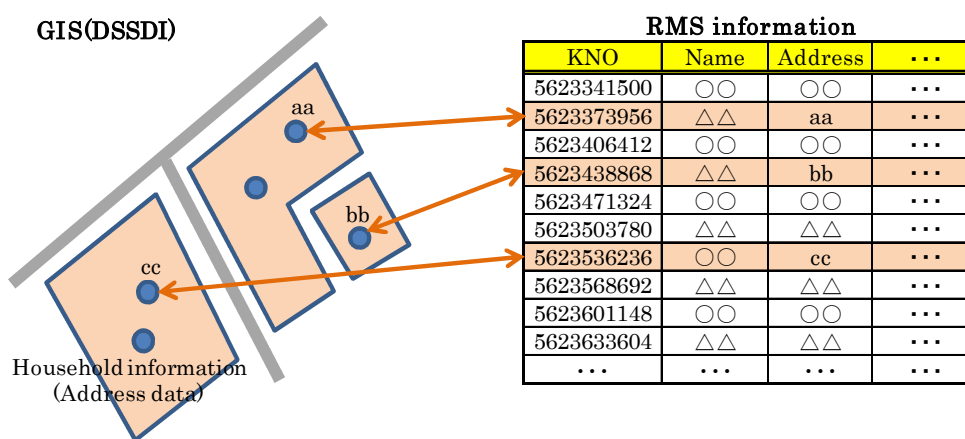 GIS(DSSDI)
aa
bb
cc
Household information
(Address data)
RMS information
KNO Name Address ･･･
5623341500 ○○ ○○ ･･･
5623373956 △△ aa ･･･
5623406412 ○○ ○○ ･･･
5623438868 △△ bb ･･･
5623471324 ○○ ○○ ･･･
5623503780 △△ △△ ･･･
5623536236 ○○ cc ･･･
5623568692 △△ △△ ･･･
5623601148 ○○ ○○ ･･･
5623633604 △△ △△ ･･･
･･･ ･･･ ･･･ ･･･